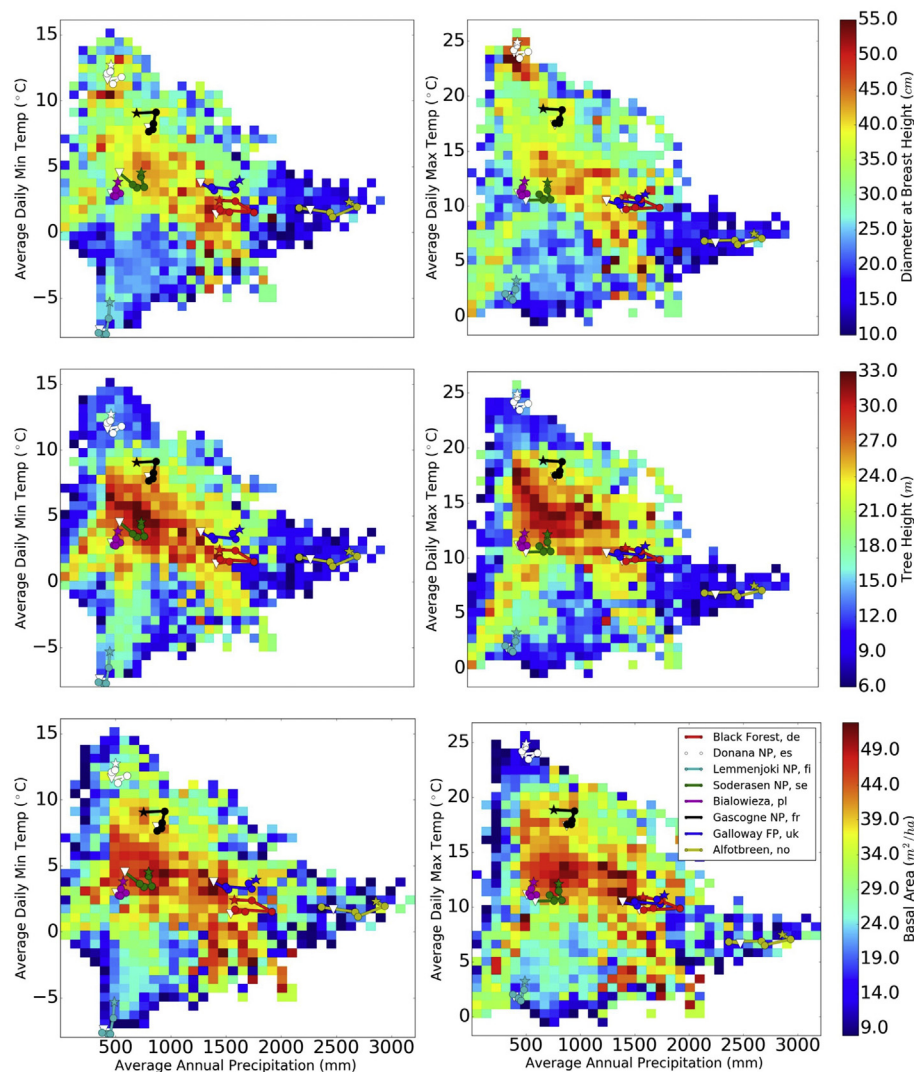 15
10
5
0
−5
Average Daily Min Temp (°C)
25
20
15
10
5
0
Average Daily Max Temp (°C)
55.0
50.0
45.0
40.0
35.0
30.0
25.0
20.0
15.0
10.0
Diameter at Breast Height (cm)
15
10
5
0
−5
Average Daily Min Temp (°C)
25
20
15
10
5
0
Average Daily Max Temp (°C)
33.0
30.0
27.0
24.0
21.0
18.0
15.0
12.0
9.0
6.0
Tree Height (m)
15
10
5
0
−5
Average Daily Min Temp (°C)
500 1000 1500 2000 2500 3000
Average Annual Precipitation (mm)
25
20
15
10
5
0
Average Daily Max Temp (°C)
Black Forest, de
Donana NP, es
Lemmenjoki NP, fi
Soderasen NP, se
Bialowieza, pl
Gascogne NP, fr
Galloway FP, uk
Alfotbreen, no
500 1000 1500 2000 2500 3000
Average Annual Precipitation (mm)
49.0
44.0
39.0
34.0
29.0
24.0
19.0
14.0
9.0
Basal Area (m²/ha)